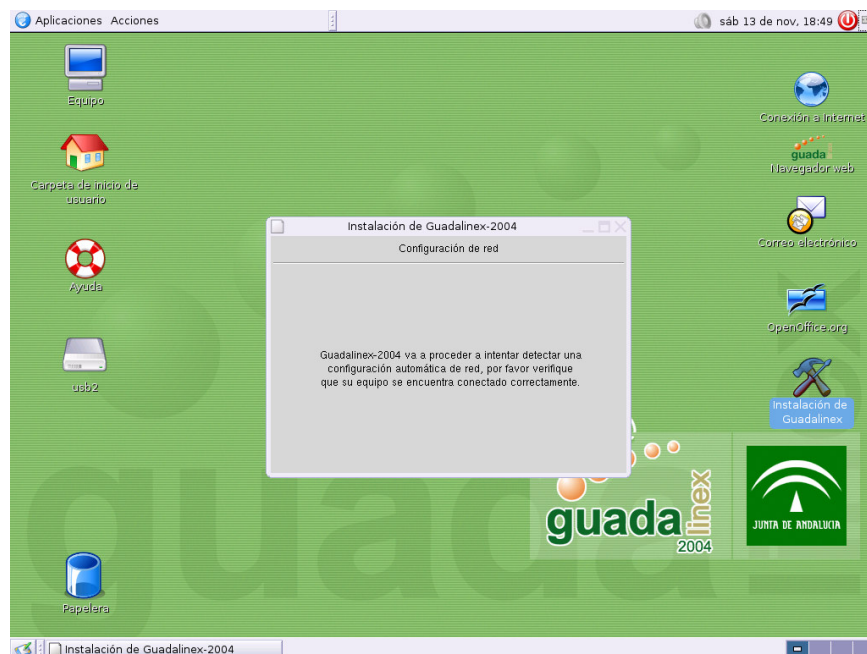 Aplicaciones Acciones
sáb 13 de nov, 18:49
Equipo
Carpeta de inicio de
usuario
Ayuda
usb2
Papelera
Conexión a Internet
guada
Navegador web
Correo electrónico
OpenOffice.org
Instalación de
Guadalinex
Instalación de Guadalinex-2004
Configuración de red
Guadalinex-2004 va a proceder a intentar detectar una
configuración automática de red, por favor verifique
que su equipo se encuentra conectado correctamente.
guada
linex
2004
JUNTA DE ANDALUCIA
guadal
Instalación de Guadalinex-2004